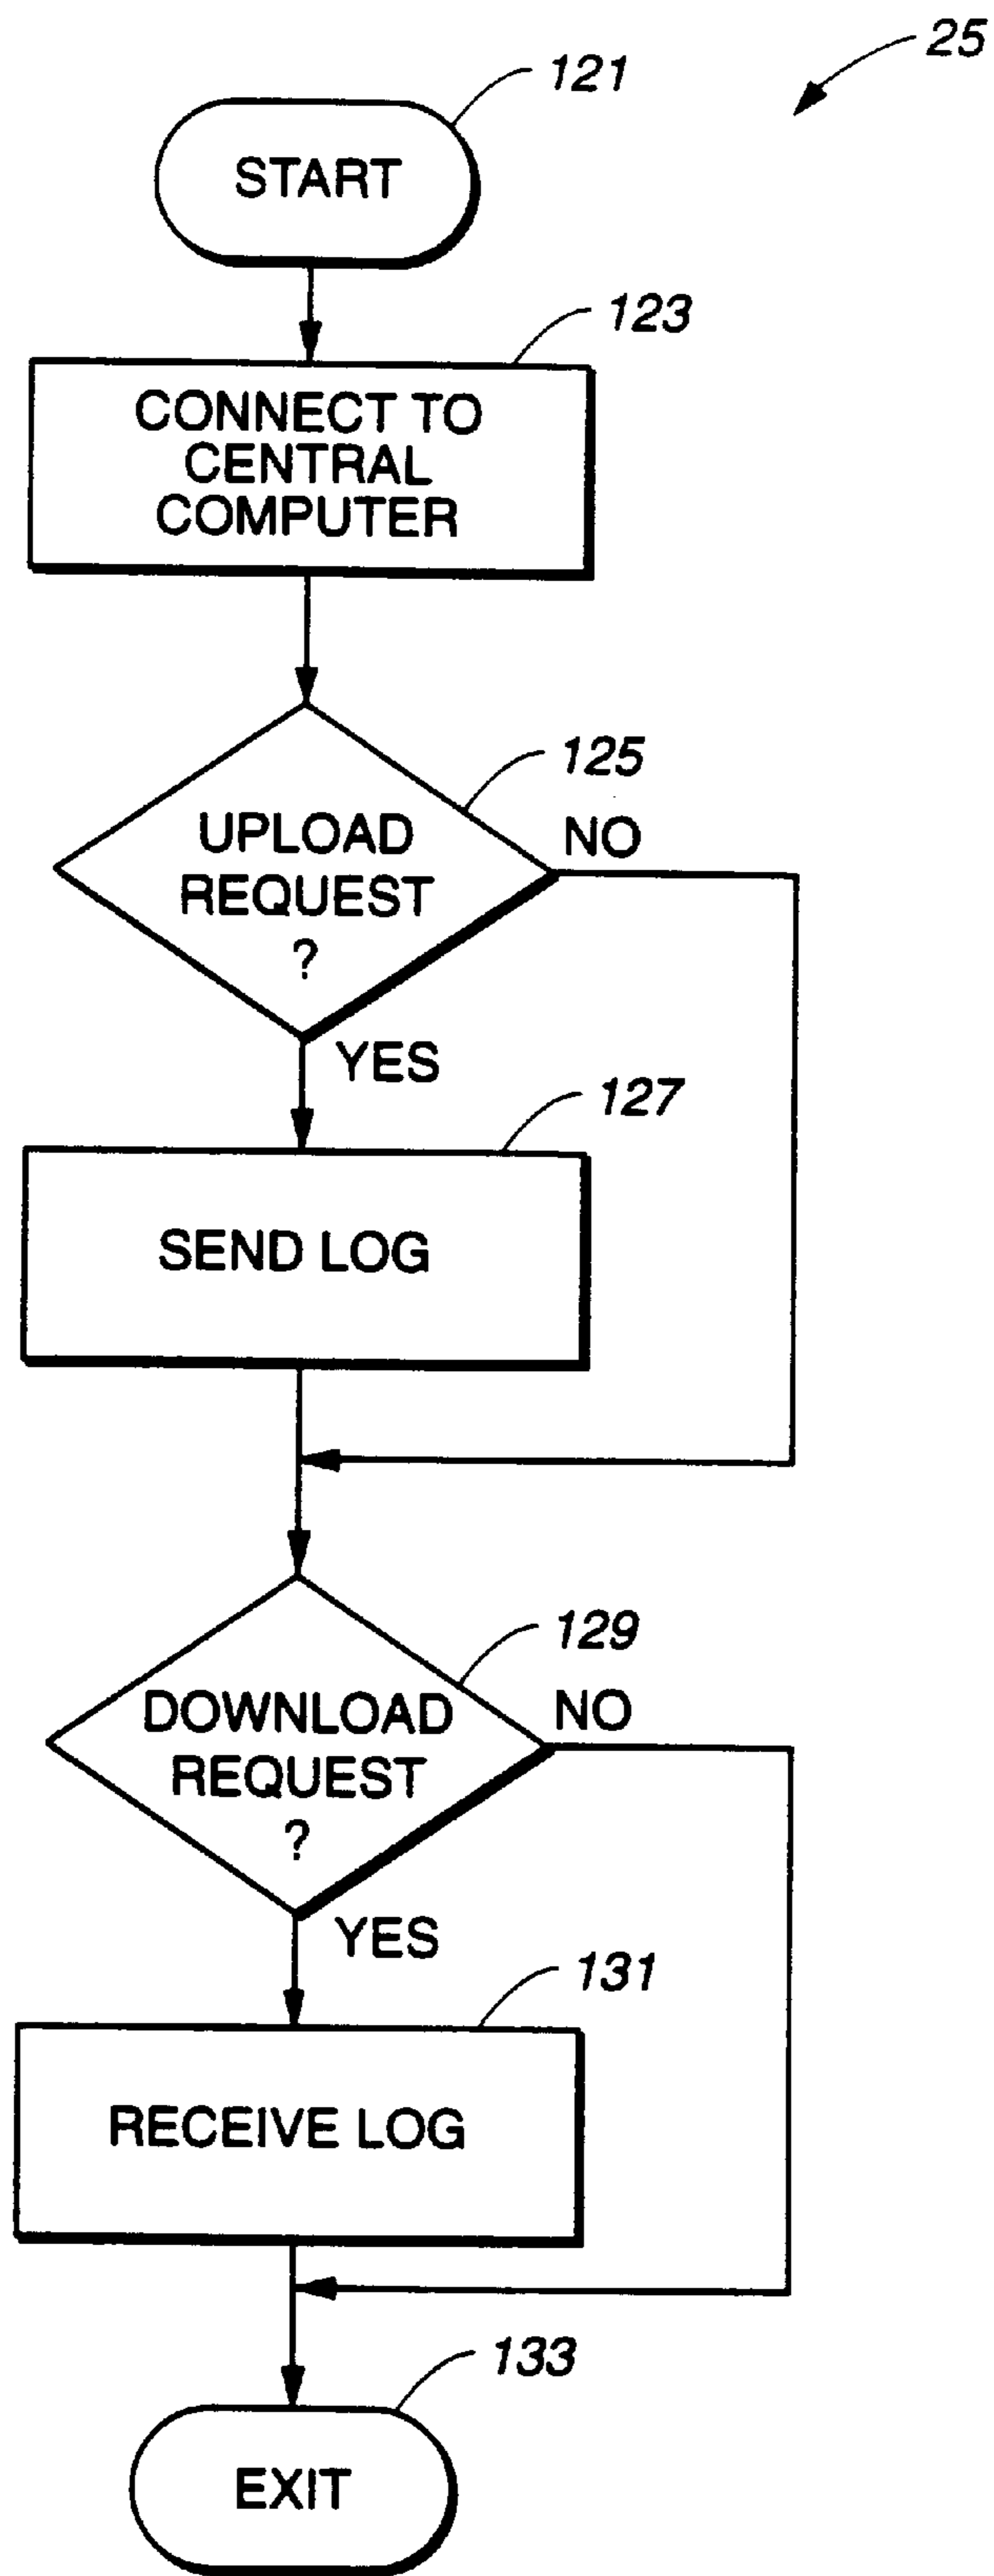 25
121
START
123
CONNECT TO
CENTRAL
COMPUTER
125
UPLOAD
REQUEST
?
NO
YES
127
SEND LOG
129
DOWNLOAD
REQUEST
?
NO
YES
131
RECEIVE LOG
133
EXIT